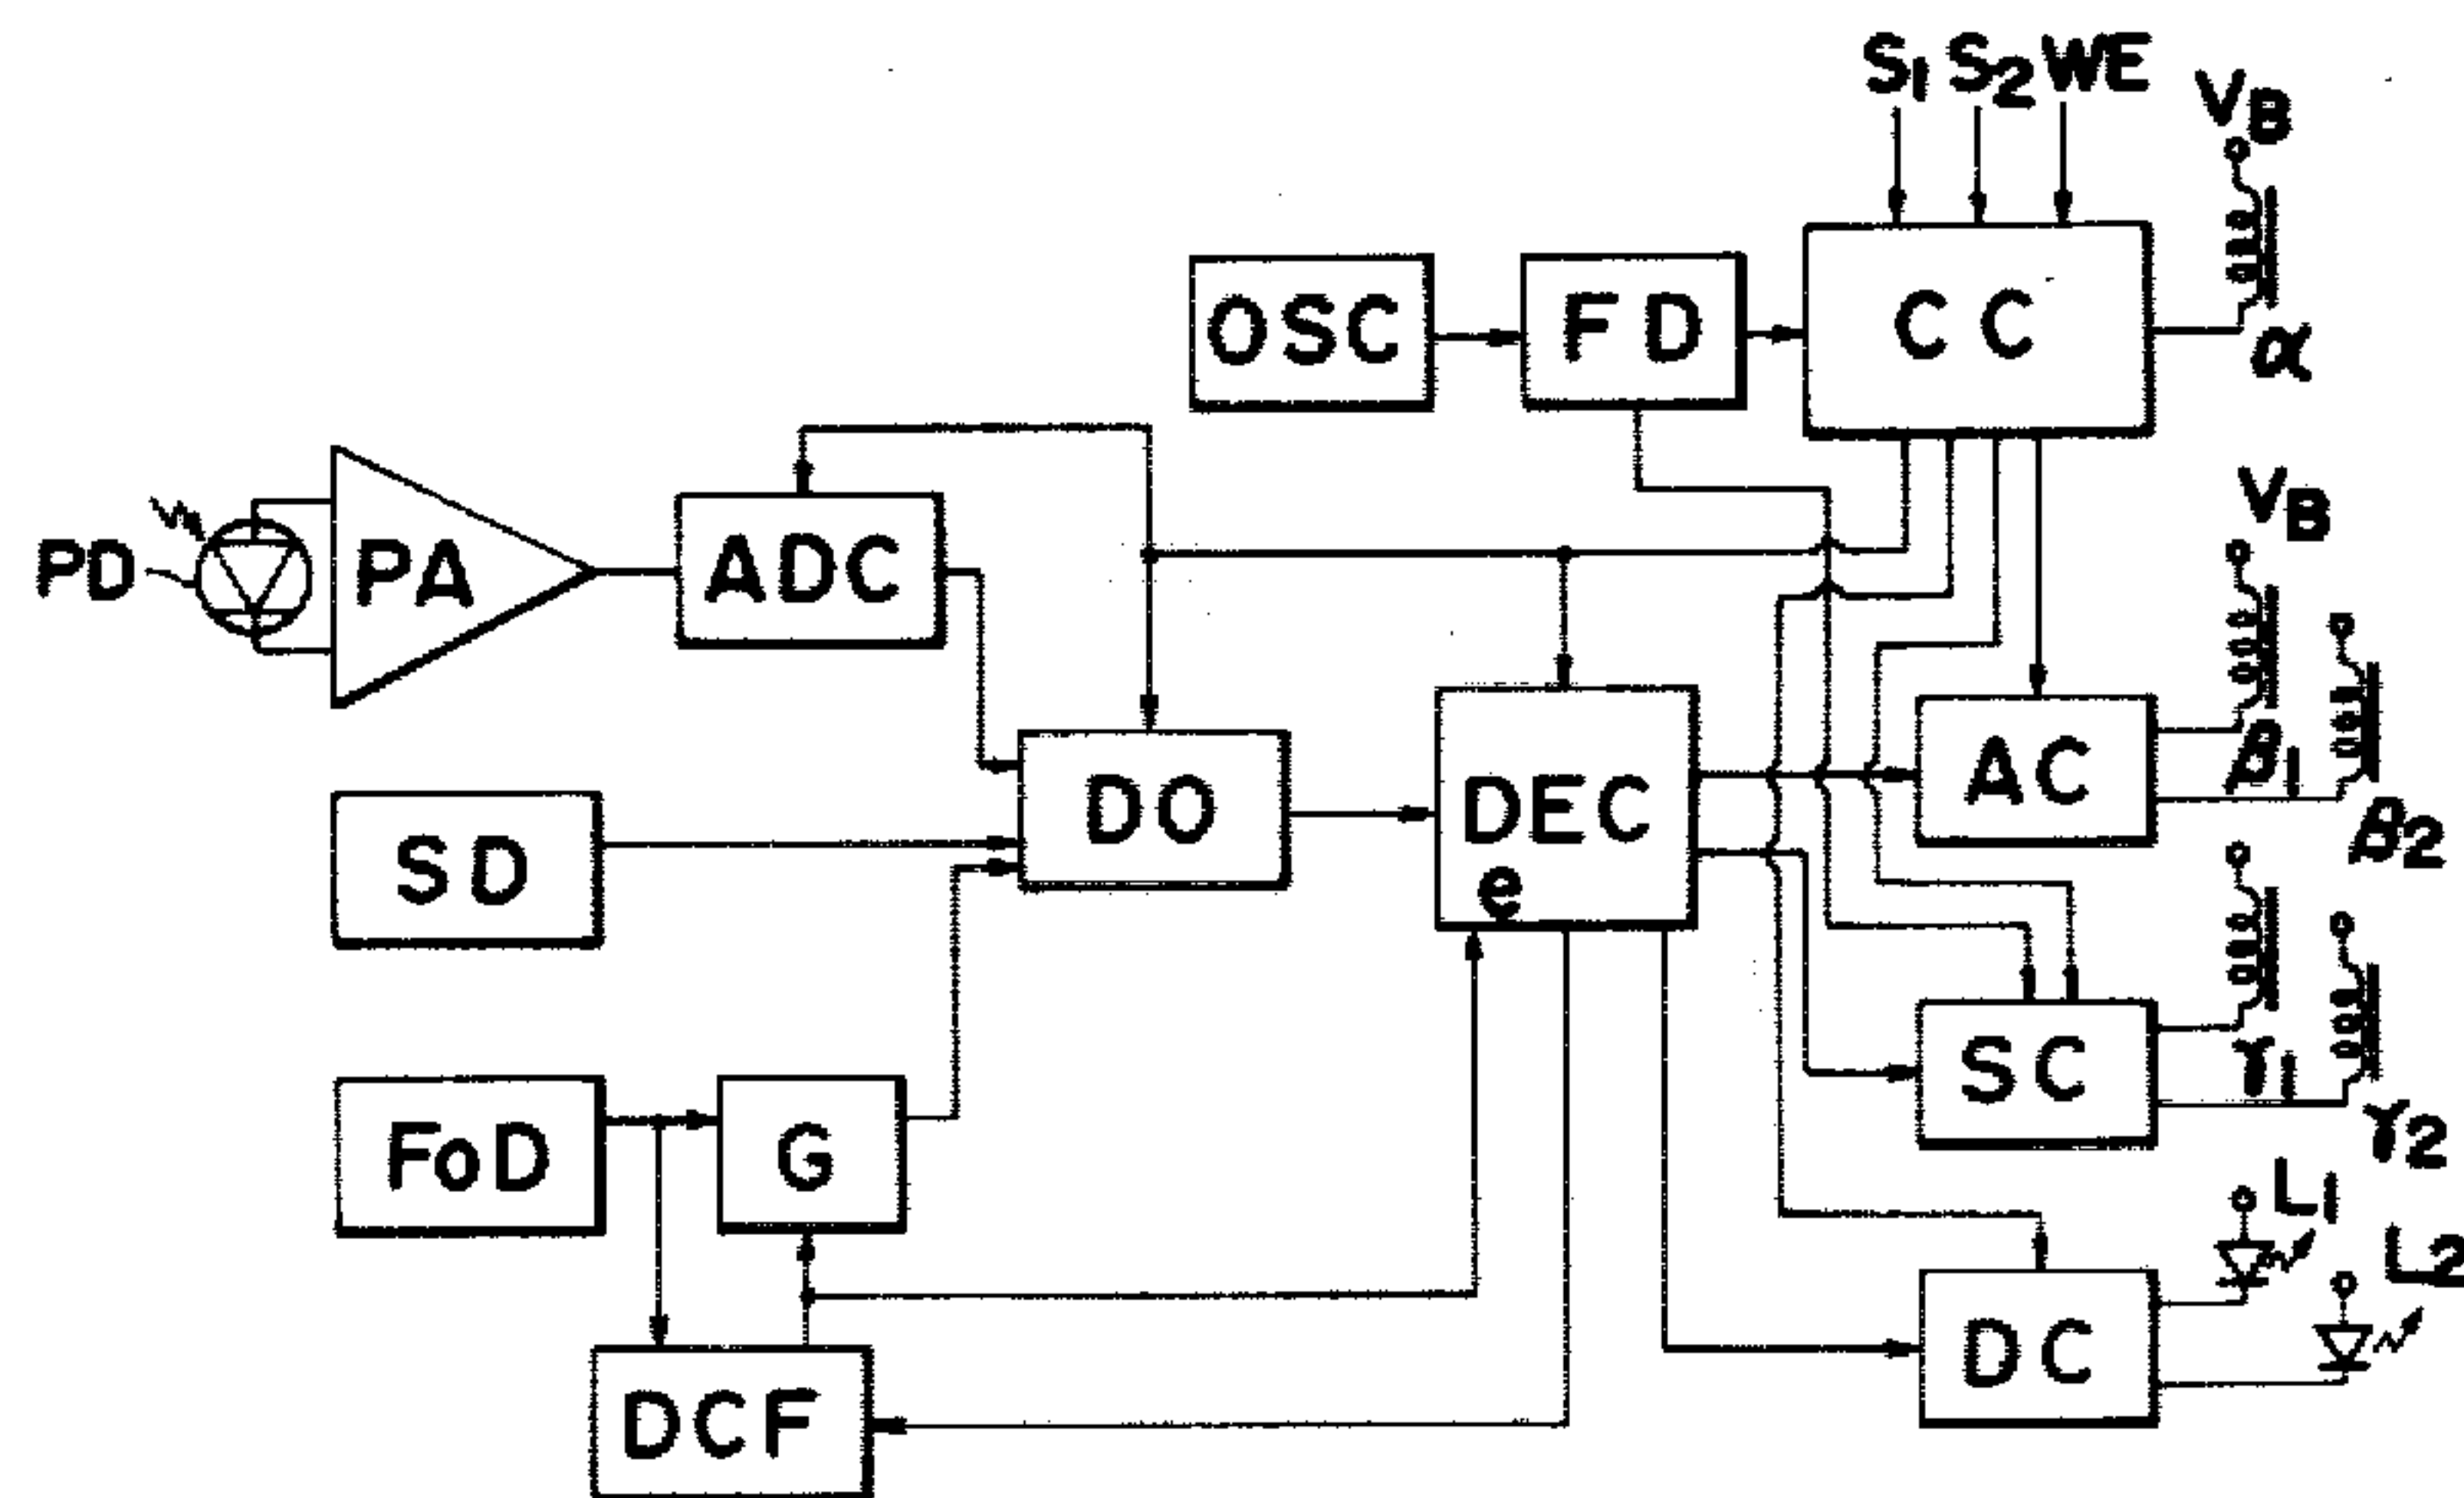 S1 S2 WE
VB
OSC
FD
CC
α
PD
PA
ADC
VB
DO
DEC
e
AC
β1
β2
SD
SC
γ1
γ2
FoD
G
L1
L2
DC
DCF